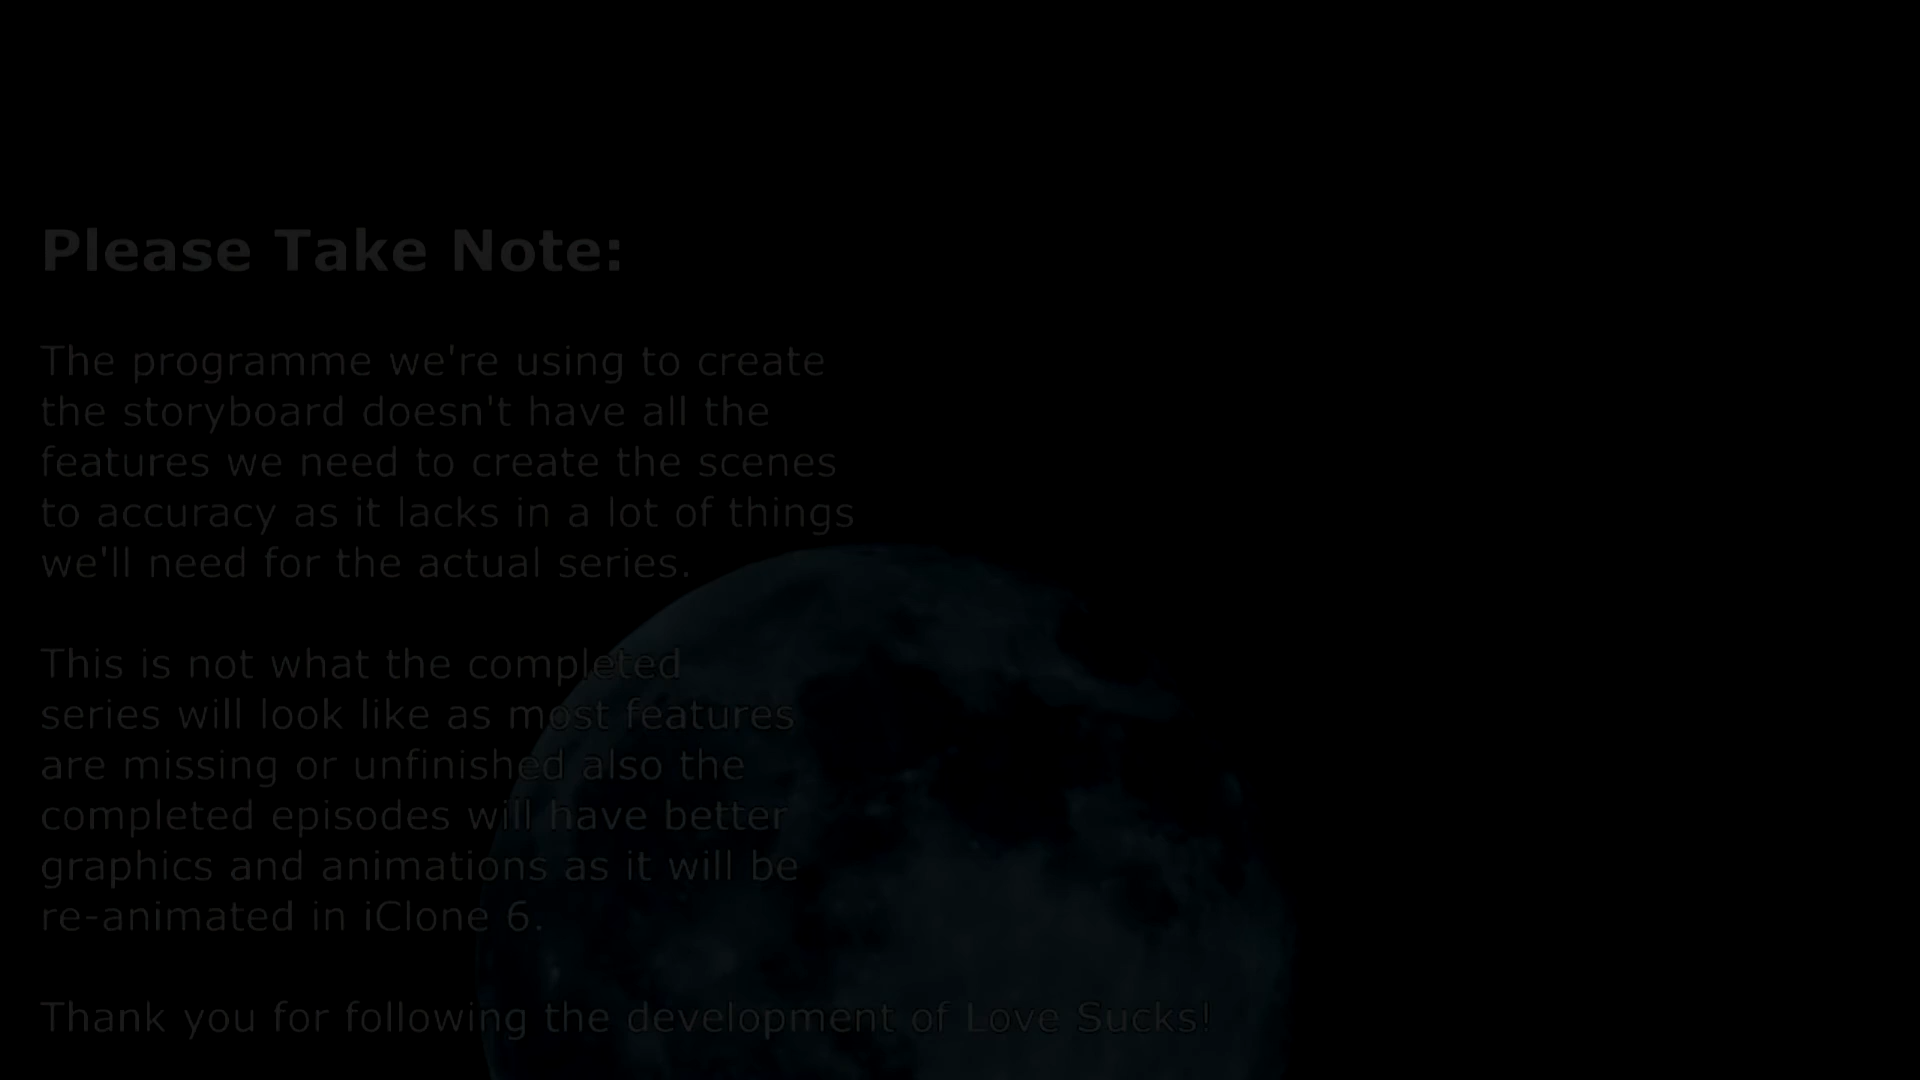 Please Take Note:
The programme we're using to create
the storyboard doesn't have all the
features we need to create the scenes
to accuracy as it lacks in a lot of things
we'll need for the actual series.
This is not what the completed
series will look like as most features
are missing or unfinished also the
completed episodes will have better
graphics and animations as it will be
re-animated in iClone 6.
Thank you for following the development of Love Sucks!